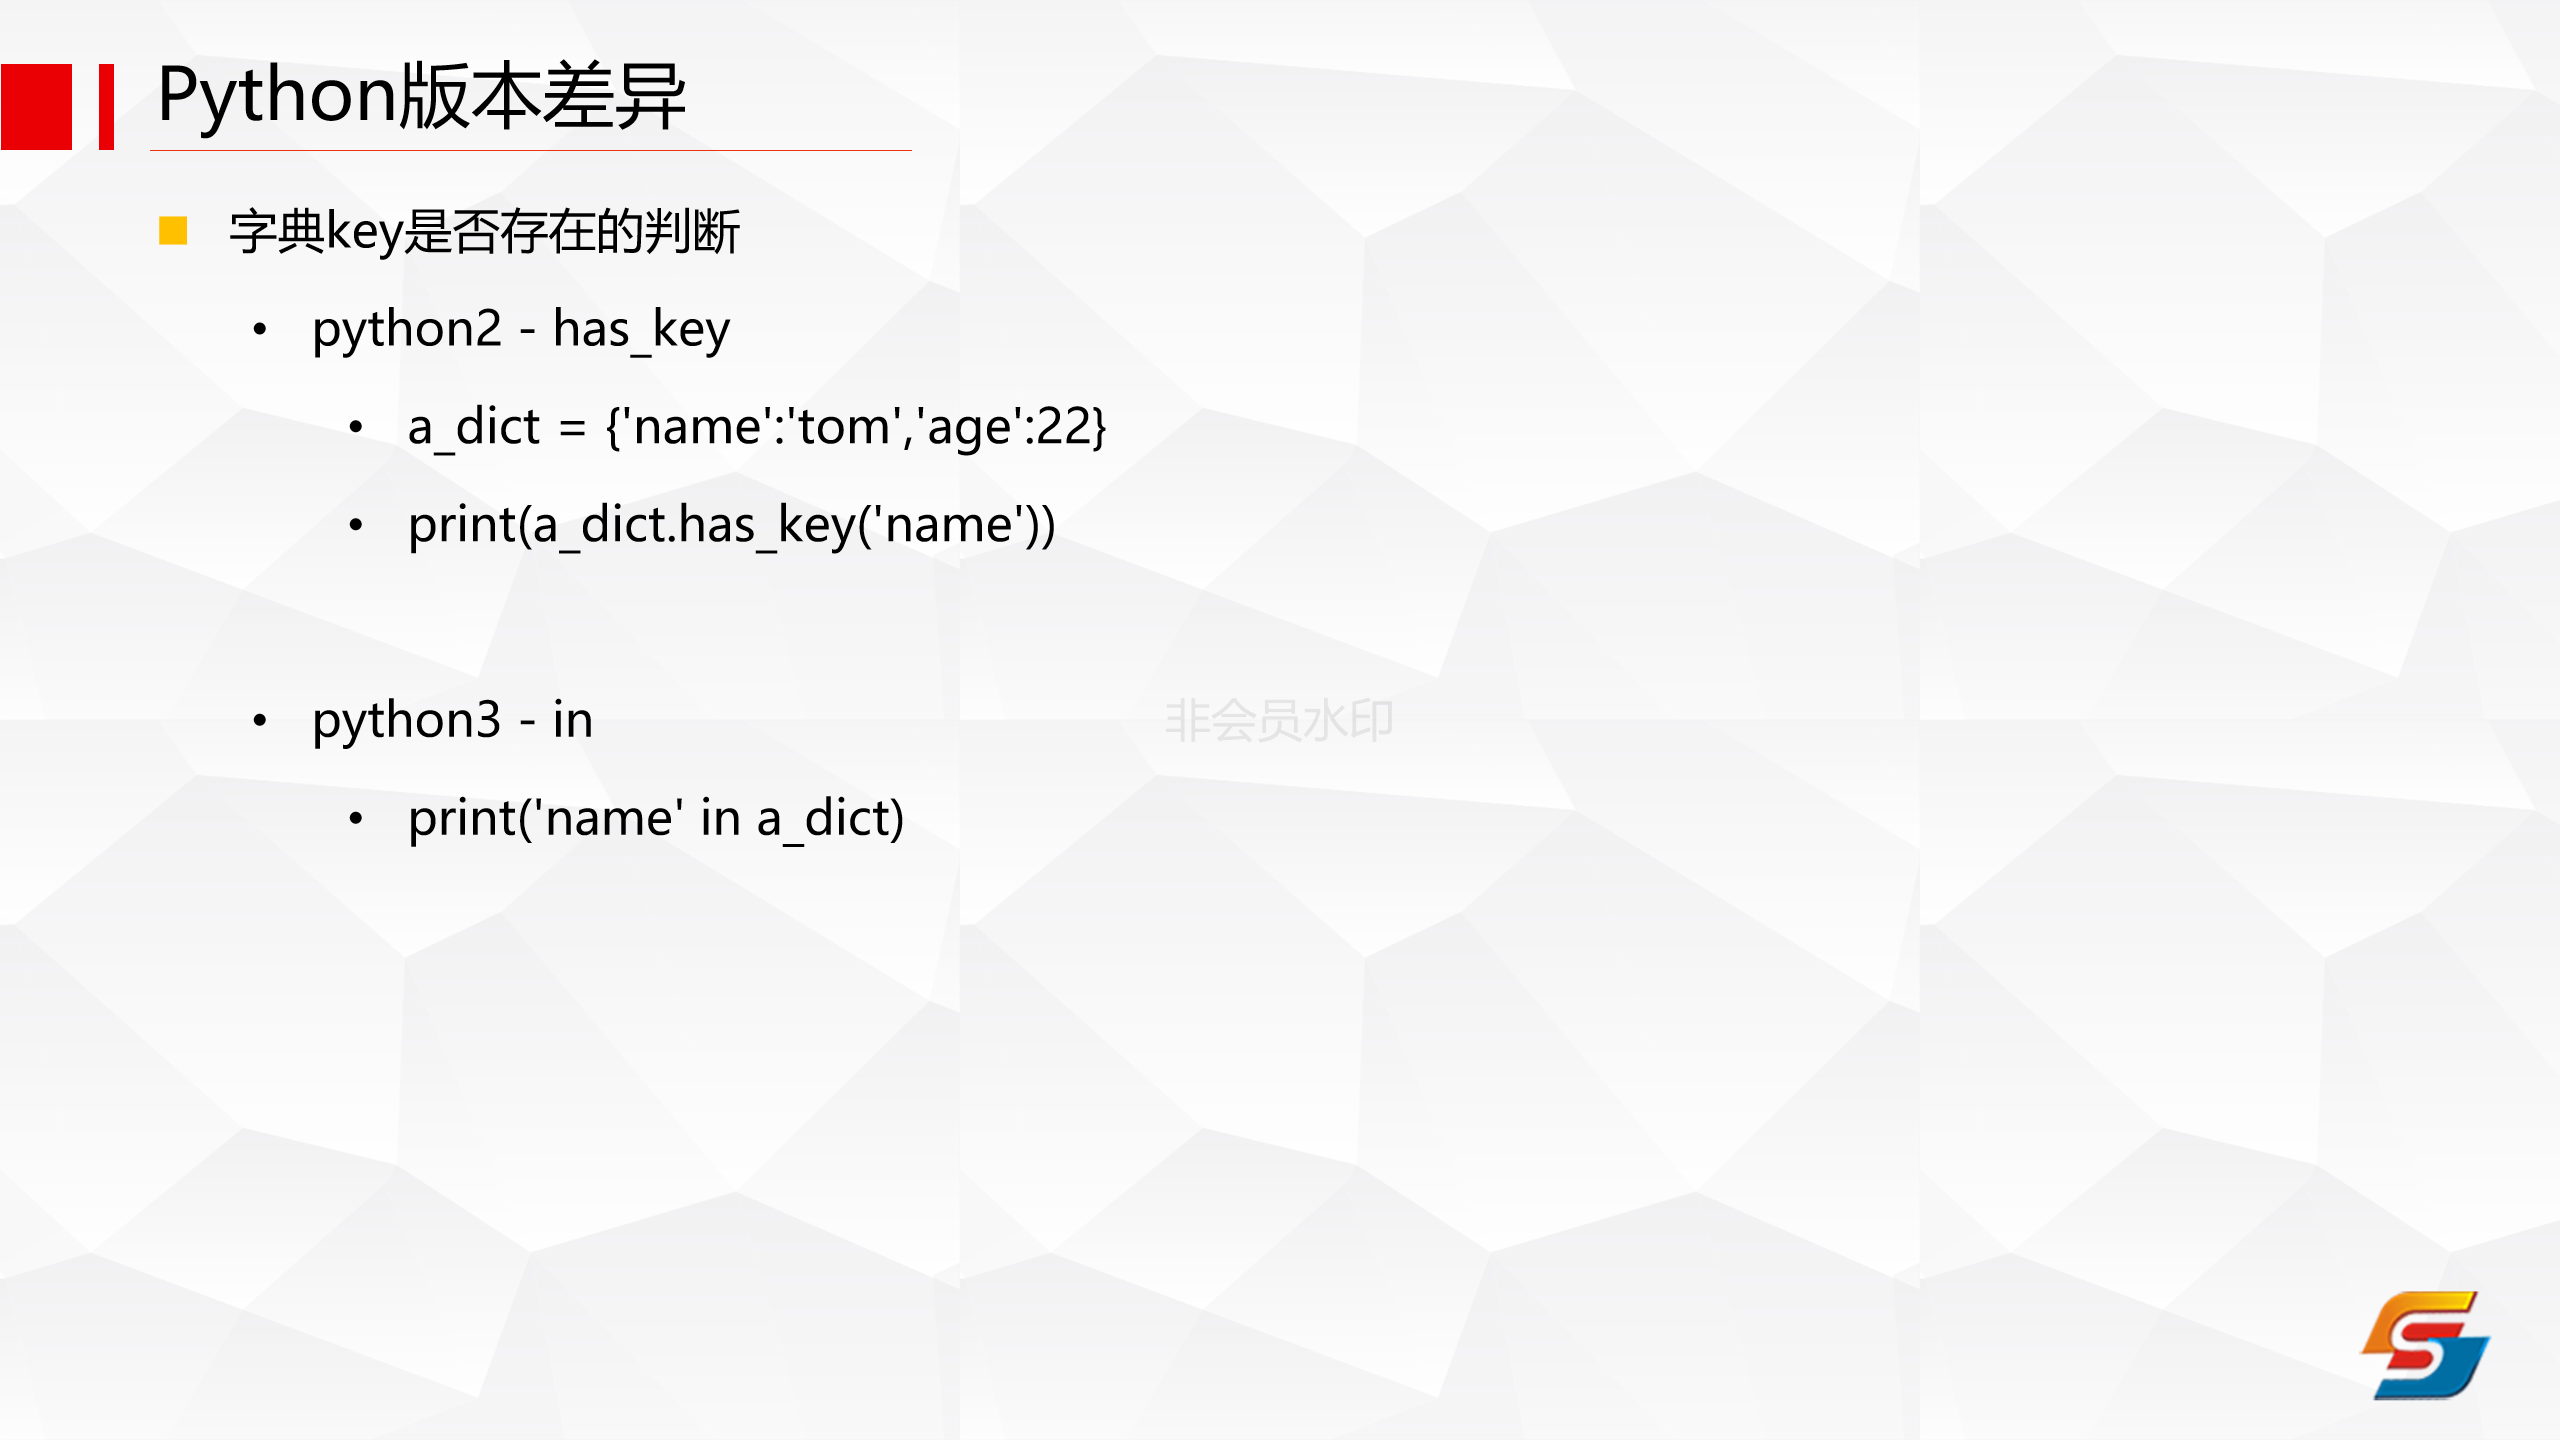 Python版本差异
字典key是否存在的判断
python2 - has_key
a_dict = {'name':'tom','age':22}
print(a_dict.has_key('name'))
python3 - in
非会员水印
print('name' in a_dict)